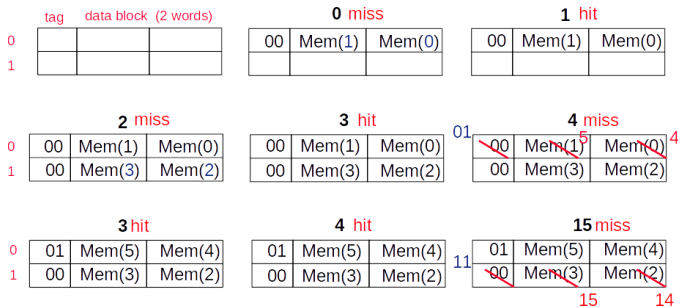 tag data block (2 words)
0
1
0 miss
00 Mem(1) Mem(0)
1 hit
00 Mem(1) Mem(0)
2 miss
0 00 Mem(1) Mem(0)
1 00 Mem(3) Mem(2)
3 hit
00 Mem(1) Mem(0)
00 Mem(3) Mem(2)
4 miss
01 00 Mem(1) 5 Mem(0) 4
00 Mem(3) Mem(2)
3 hit
0 01 Mem(5) Mem(4)
1 00 Mem(3) Mem(2)
4 hit
01 Mem(5) Mem(4)
00 Mem(3) Mem(2)
15 miss
01 Mem(5) Mem(4)
11 00 Mem(3) Mem(2)
15 14